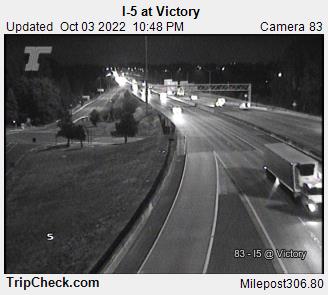 I-5 at Victory
Updated Oct 03 2022 10:48 PM Camera 83
T
S
83 - I5 @ Victory
TripCheck.com Milepost306.80